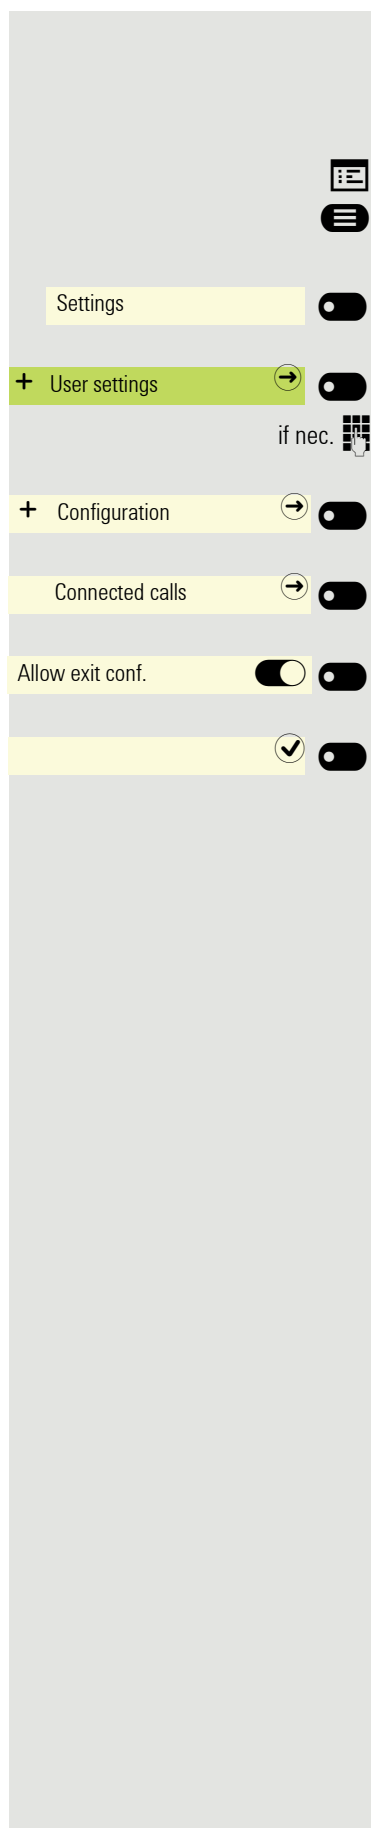 Settings
User settings
if nec.
Configuration
Connected calls
Allow exit conf.